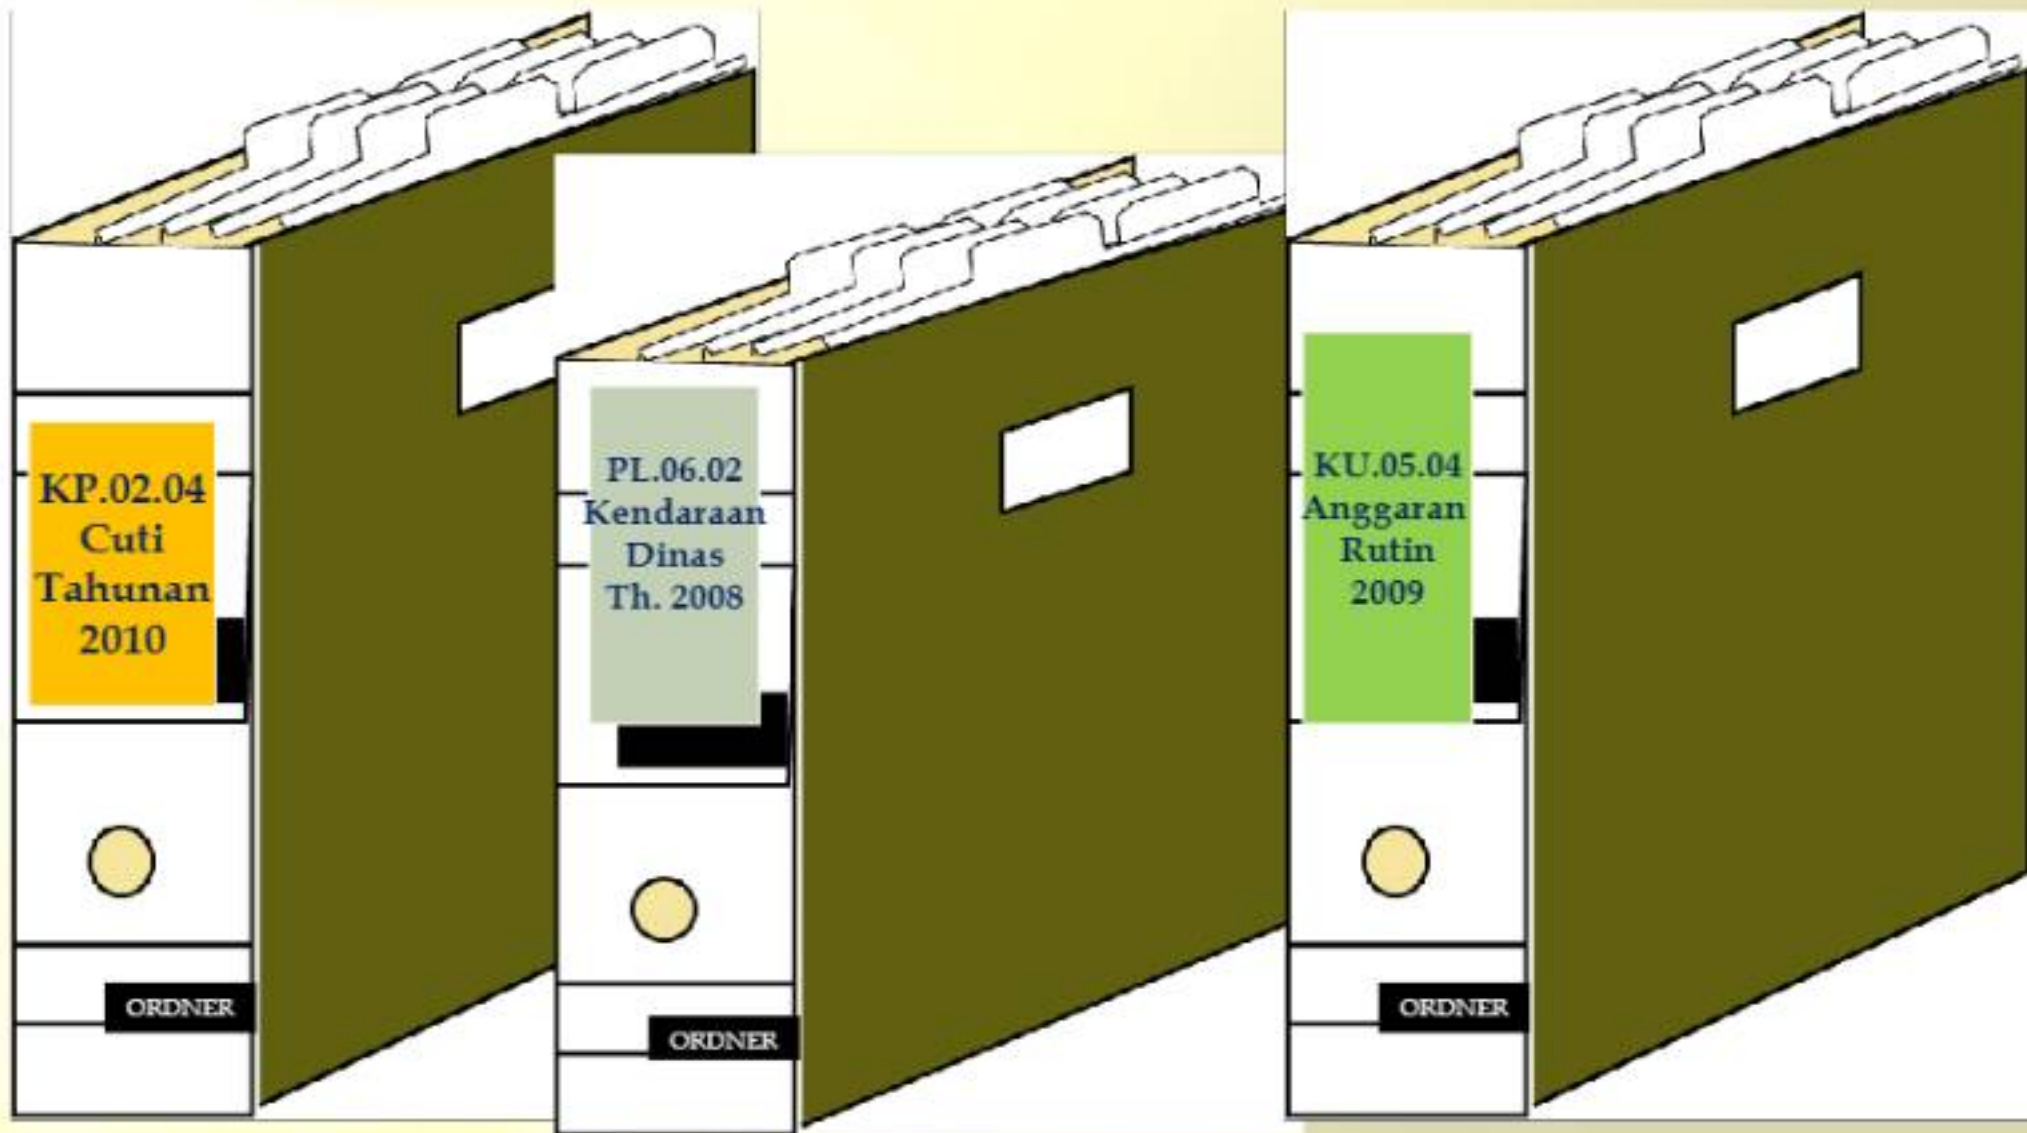 KP.02.04
Cuti
Tahunan
2010
ORDNER
PL.06.02
Kendaraan
Dinas
Th. 2008
ORDNER
KU.05.04
Anggaran
Rutin
2009
ORDNER